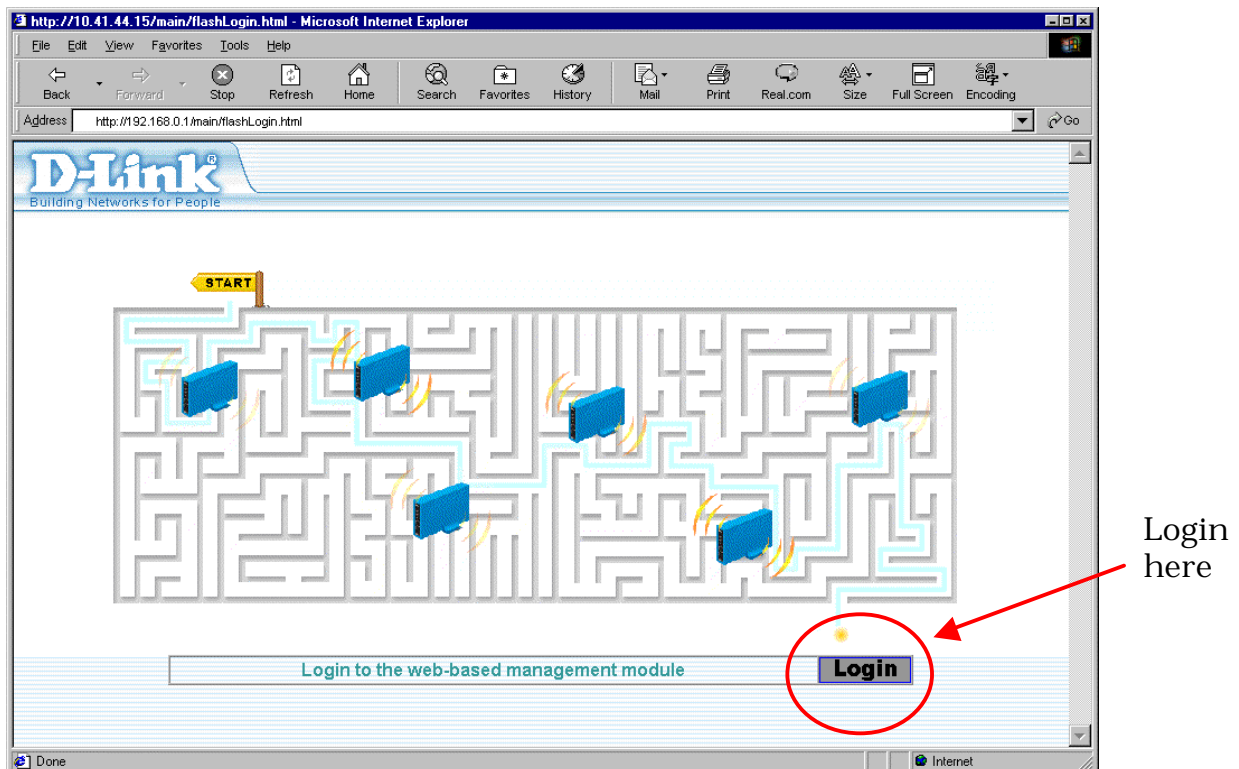 http://10.41.44.15/main/flashLogin.html - Microsoft Internet Explorer
File Edit View Favorites Tools Help
Back Forward Stop Refresh Home Search Favorites History Mail Print Real.com Size Full Screen Encoding
Address http://192.168.0.1/main/flashLogin.html Go
D-Link®
Building Networks for People
START
Login
here
Login to the web-based management module Login
Done Internet